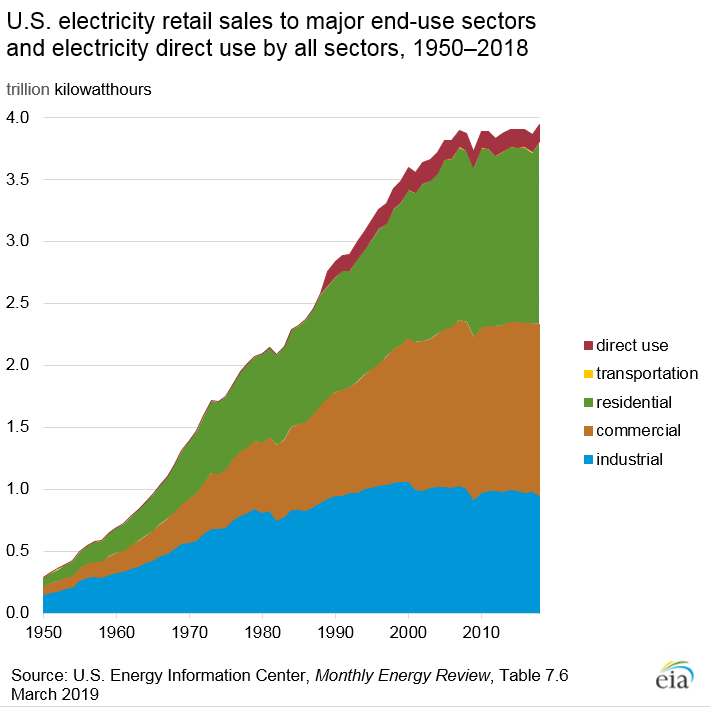 U.S. electricity retail sales to major end-use sectors
and electricity direct use by all sectors, 1950–2018
trillion kilowatthours
4.0
3.5
3.0
2.5
2.0
1.5
1.0
0.5
0.0
1950 1960 1970 1980 1990 2000 2010
direct use
transportation
residential
commercial
industrial
Source: U.S. Energy Information Center, Monthly Energy Review, Table 7.6
March 2019
eia